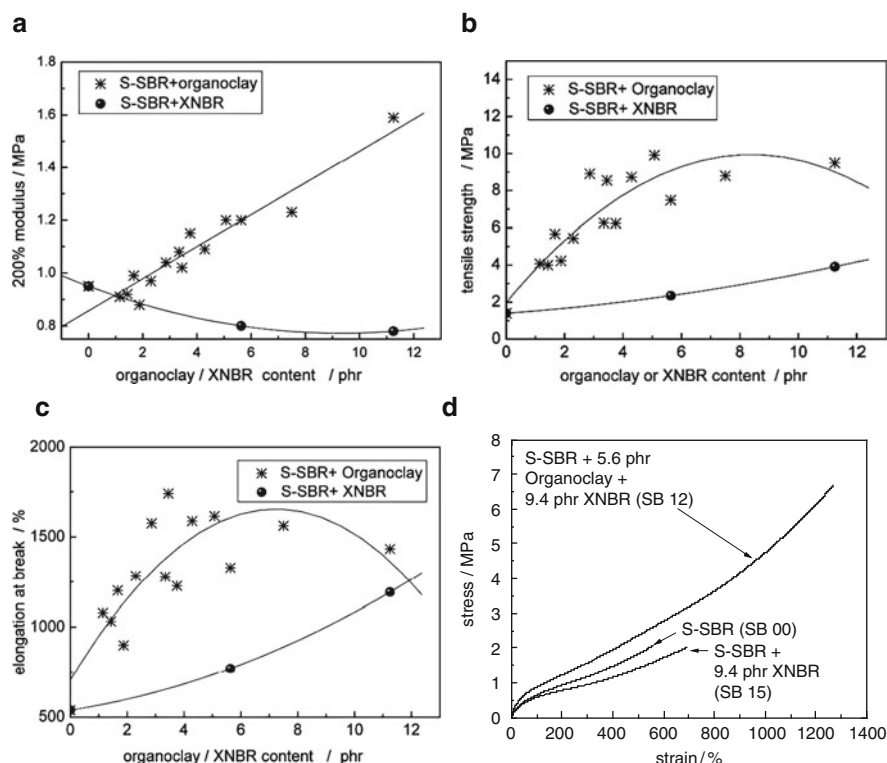 a
✳ S-SBR+organoclay
● S-SBR+XNBR
200% modulus / MPa
1.6
1.4
1.2
1.0
0.8
0 2 4 6 8 10 12
organoclay / XNBR content / phr
b
✳ S-SBR+ Organoclay
● S-SBR+ XNBR
tensile strength / MPa
14
12
10
8
6
4
2
0
0 2 4 6 8 10 12
organoclay or XNBR content / phr
c
✳ S-SBR+ Organoclay
● S-SBR+ XNBR
elongation at break / %
2000
1500
1000
500
0 2 4 6 8 10 12
organoclay / XNBR content / phr
d
S-SBR + 5.6 phr
Organoclay +
9.4 phr XNBR (SB 12)
S-SBR (SB 00)
S-SBR +
9.4 phr XNBR
(SB 15)
stress / MPa
8
7
6
5
4
3
2
1
0
0 200 400 600 800 1000 1200 1400
strain / %